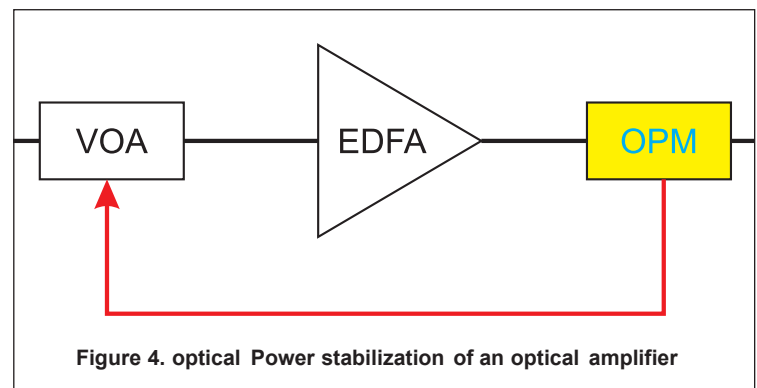 VOA
EDFA
OPM
Figure 4. optical Power stabilization of an optical amplifier